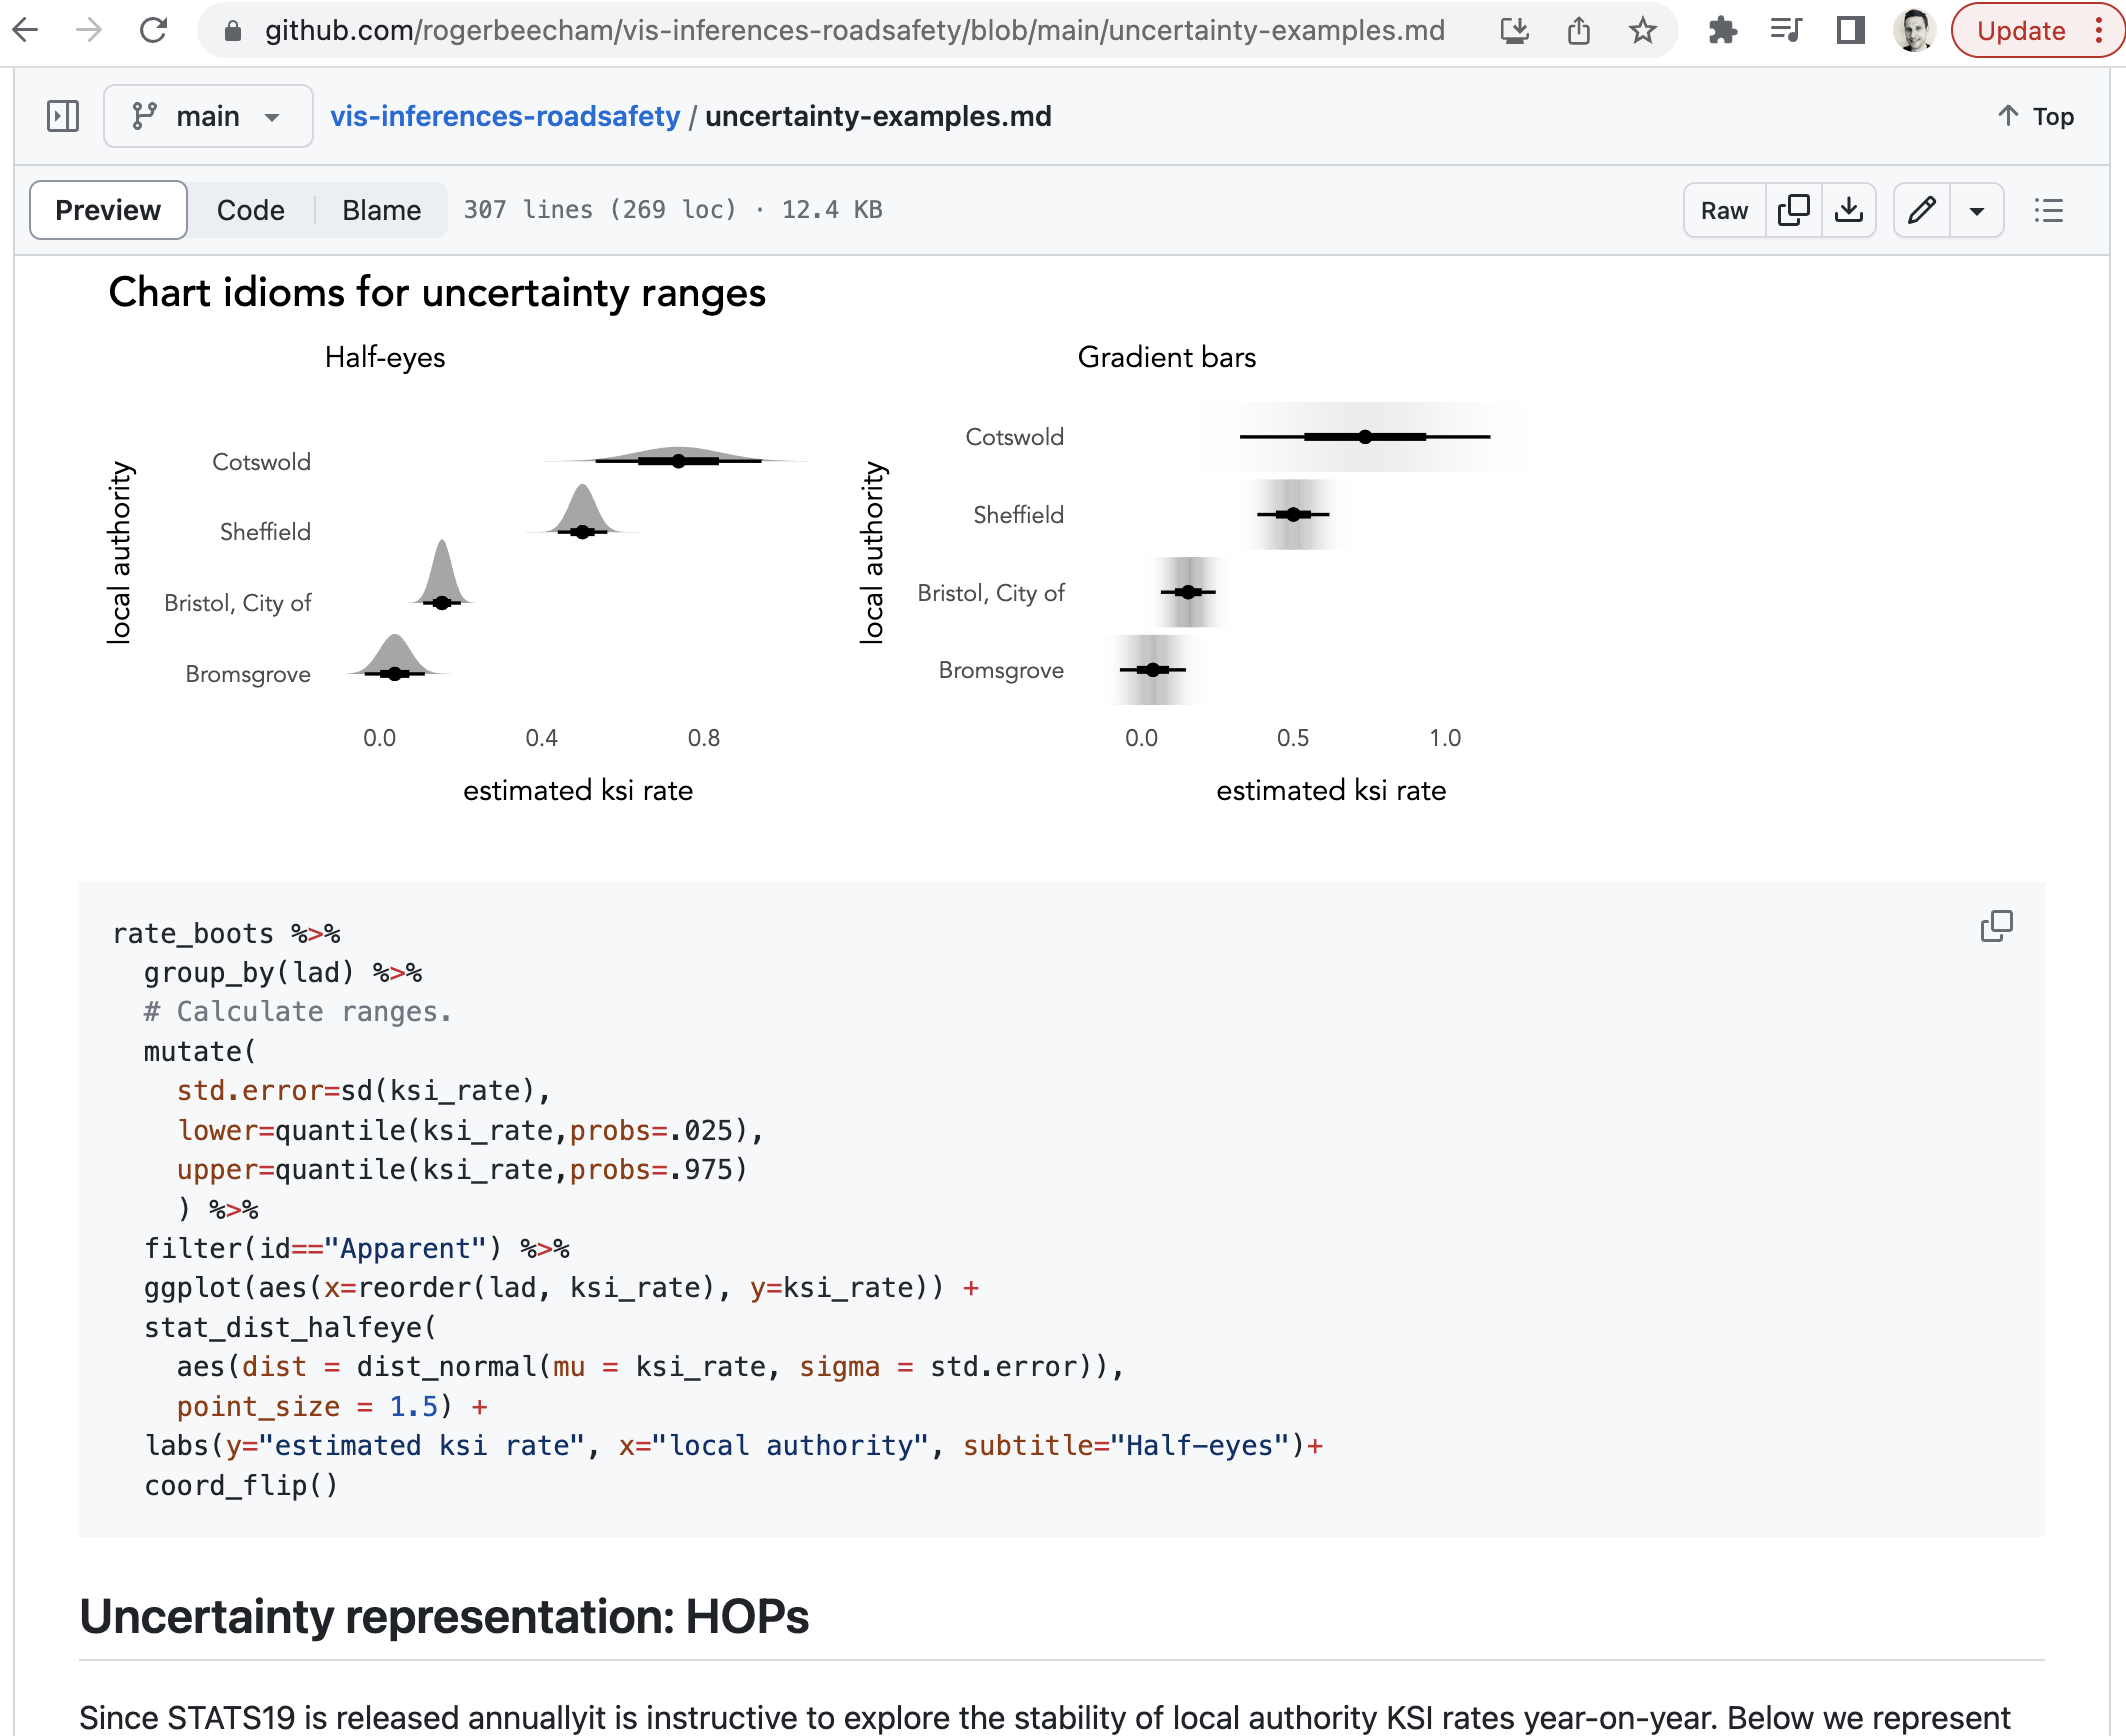 github.com/rogerbeecham/vis-inferences-roadsafety/blob/main/uncertainty-examples.md
Update
main
vis-inferences-roadsafety / uncertainty-examples.md
Top
Preview Code Blame 307 lines (269 loc) · 12.4 KB
Raw
Chart idioms for uncertainty ranges
Half-eyes
local authority
Cotswold
Sheffield
Bristol, City of
Bromsgrove
0.0 0.4 0.8
estimated ksi rate
Gradient bars
local authority
Cotswold
Sheffield
Bristol, City of
Bromsgrove
0.0 0.5 1.0
estimated ksi rate
rate_boots %>%
  group_by(lad) %>%
  # Calculate ranges.
  mutate(
    std.error=sd(ksi_rate),
    lower=quantile(ksi_rate,probs=.025),
    upper=quantile(ksi_rate,probs=.975)
    ) %>%
  filter(id=="Apparent") %>%
  ggplot(aes(x=reorder(lad, ksi_rate), y=ksi_rate)) +
  stat_dist_halfeye(
    aes(dist = dist_normal(mu = ksi_rate, sigma = std.error)),
    point_size = 1.5) +
  labs(y="estimated ksi rate", x="local authority", subtitle="Half-eyes")+
  coord_flip()
Uncertainty representation: HOPs
Since STATS19 is released annuallyit is instructive to explore the stability of local authority KSI rates year-on-year. Below we represent